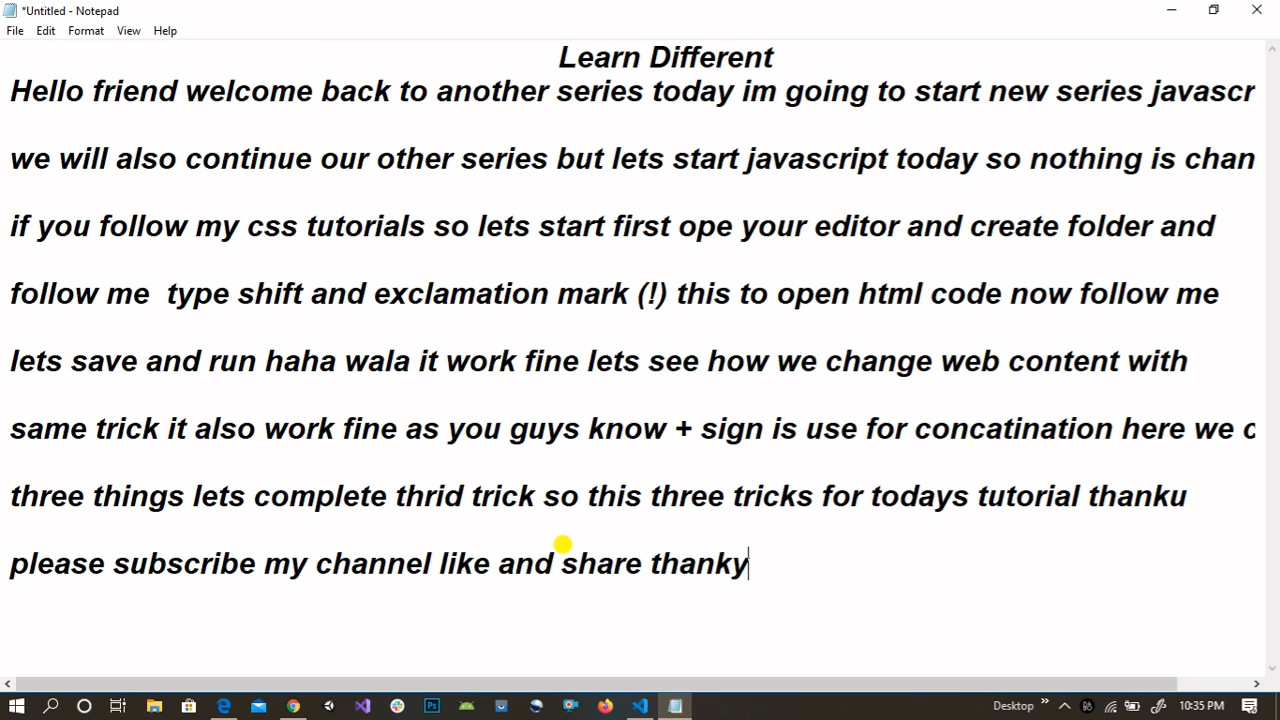 *Untitled - Notepad
File Edit Format View Help
Learn Different
Hello friend welcome back to another series today im going to start new series javascr
we will also continue our other series but lets start javascript today so nothing is chan
if you follow my css tutorials so lets start first ope your editor and create folder and
follow me  type shift and exclamation mark (!) this to open html code now follow me
lets save and run haha wala it work fine lets see how we change web content with
same trick it also work fine as you guys know + sign is use for concatination here we c
three things lets complete thrid trick so this three tricks for todays tutorial thanku
please subscribe my channel like and share thanky
Desktop 10:35 PM